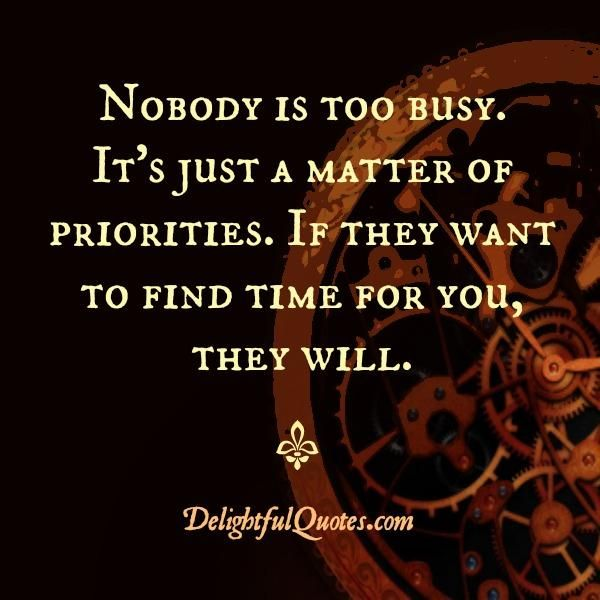 Nobody is too busy.
It's just a matter of
priorities. If they want
to find time for you,
they will.
DelightfulQuotes.com